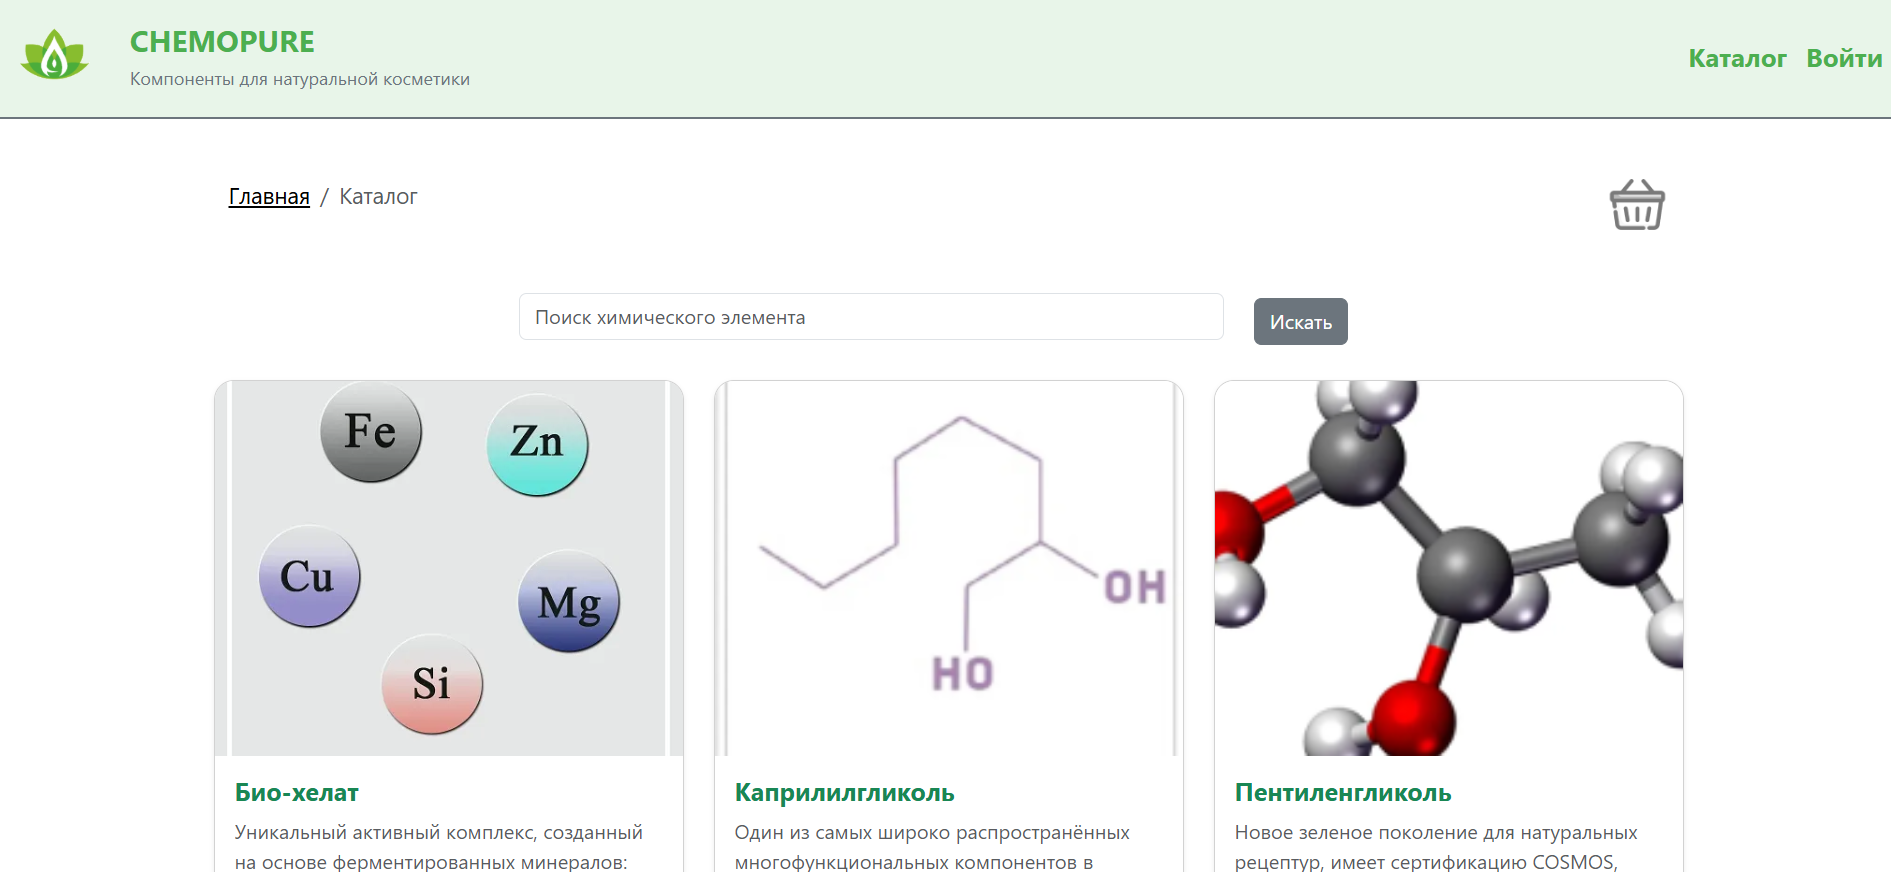 CHEMOPURE
Компоненты для натуральной косметики
Каталог Войти
Главная / Каталог
Поиск химического элемента
Искать
Fe
Zn
Cu
Mg
Si
OH
HO
Био-хелат
Уникальный активный комплекс, созданный
на основе ферментированных минералов:
Каприлилгликоль
Один из самых широко распространённых
многофункциональных компонентов в
Пентиленгликоль
Новое зеленое поколение для натуральных
рецептур, имеет сертификацию COSMOS,